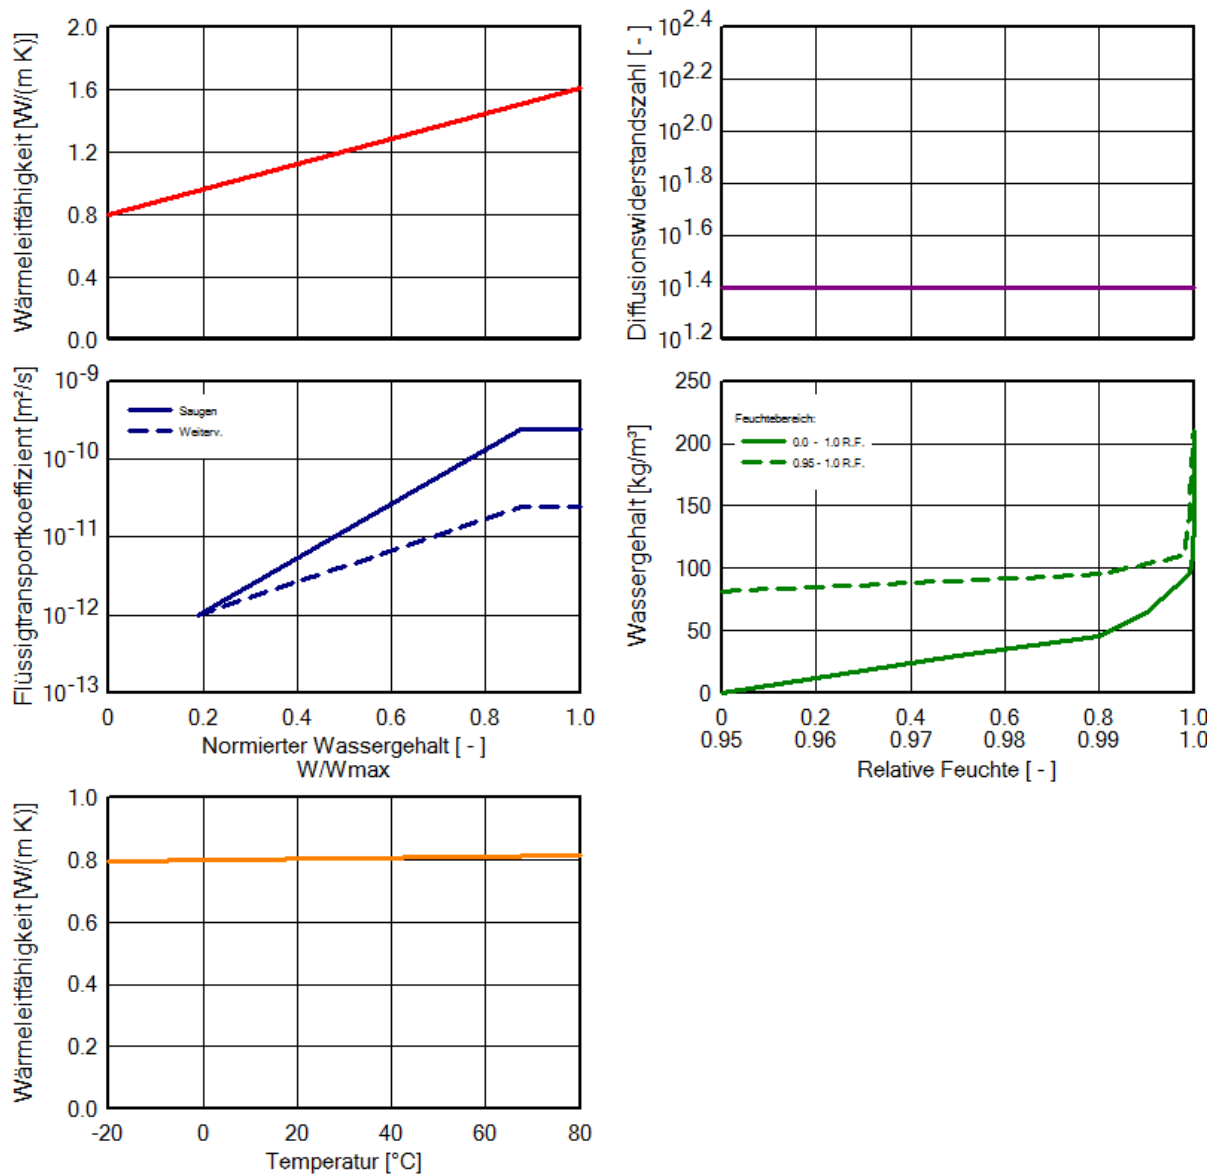 Wärmeleitfähigkeit [W/(m K)]
2.0
1.6
1.2
0.8
0.4
0.0
Diffusionswiderstandszahl [ - ]
10^2.4
10^2.2
10^2.0
10^1.8
10^1.6
10^1.4
10^1.2
Flüssigtransportkoeffizient [m²/s]
10^-9
10^-10
10^-11
10^-12
10^-13
Saugen
Weiterv.
0 0.2 0.4 0.6 0.8 1.0
Normierter Wassergehalt [ - ]
W/Wmax
Wassergehalt [kg/m³]
250
200
150
100
50
0
Feuchtebereich:
0.0 - 1.0 R.F.
0.95 - 1.0 R.F.
0 0.2 0.4 0.6 0.8 1.0
0.95 0.96 0.97 0.98 0.99 1.0
Relative Feuchte [ - ]
Wärmeleitfähigkeit [W/(m K)]
1.0
0.8
0.6
0.4
0.2
0.0
-20 0 20 40 60 80
Temperatur [°C]